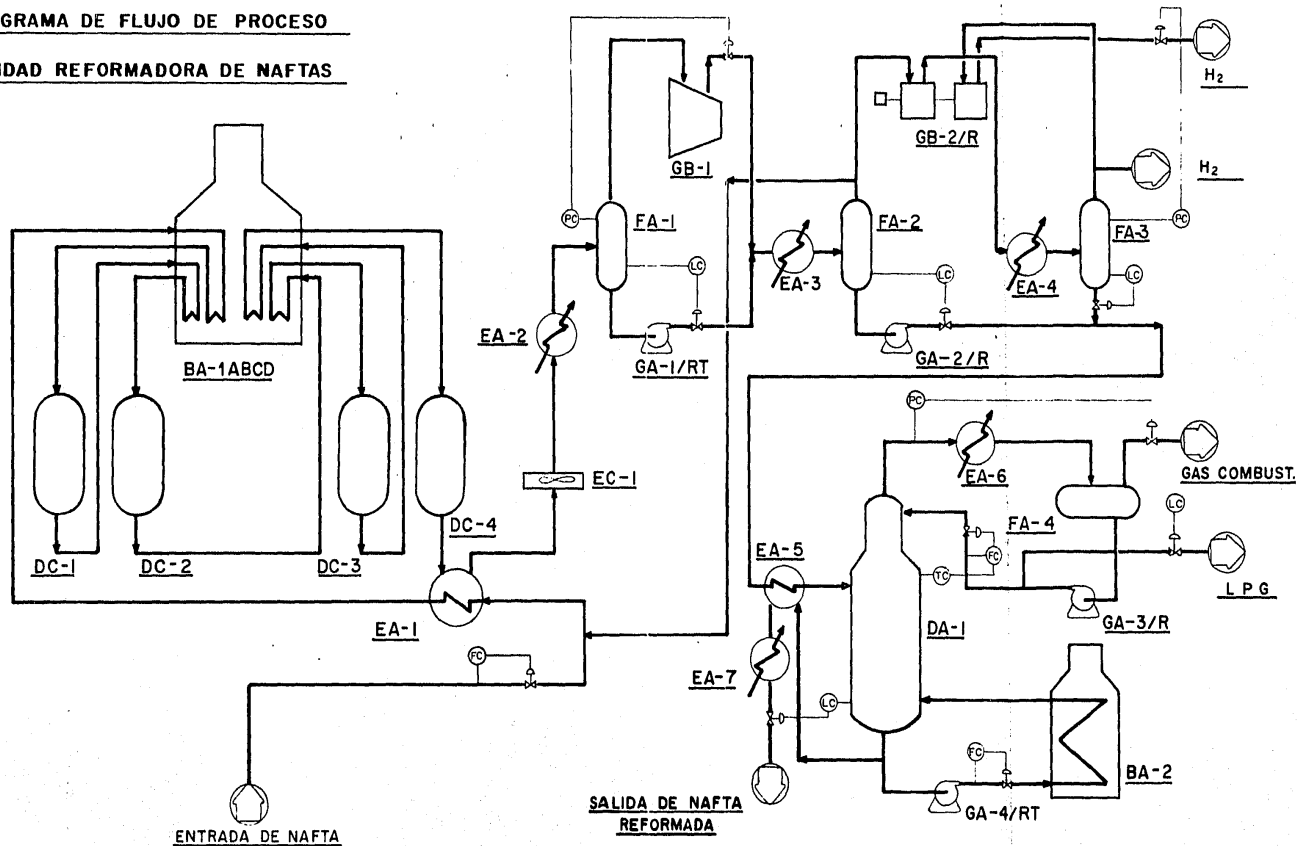 GRAMA DE FLUJO DE PROCESO
IDAD REFORMADORA DE NAFTAS
H2
GB-1
GB-2/R
H2
PC
FA-1
FA-2
FA-3
PC
LC
LC
LC
EA-3
EA-4
EA-2
GA-1/RT
GA-2/R
BA-1ABCD
PC
EA-6
GAS COMBUST.
EC-1
FA-4
LC
DC-4
DC-1
DC-2
DC-3
EA-5
FC
TC
LPG
EA-1
DA-1
GA-3/R
FC
EA-7
LC
FC
BA-2
SALIDA DE NAFTA
REFORMADA
GA-4/RT
ENTRADA DE NAFTA